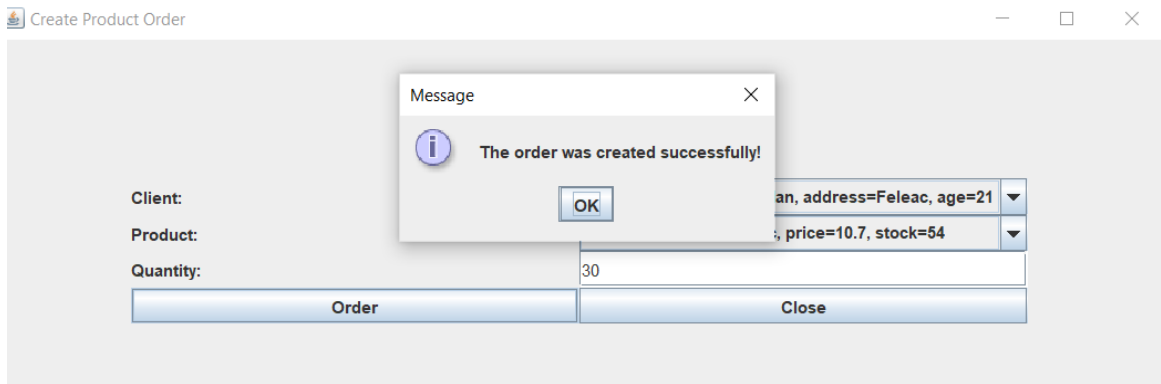 Create Product Order
Message
The order was created successfully!
OK
Client:
address=Feleac, age=21
Product:
price=10.7, stock=54
Quantity:
30
Order
Close